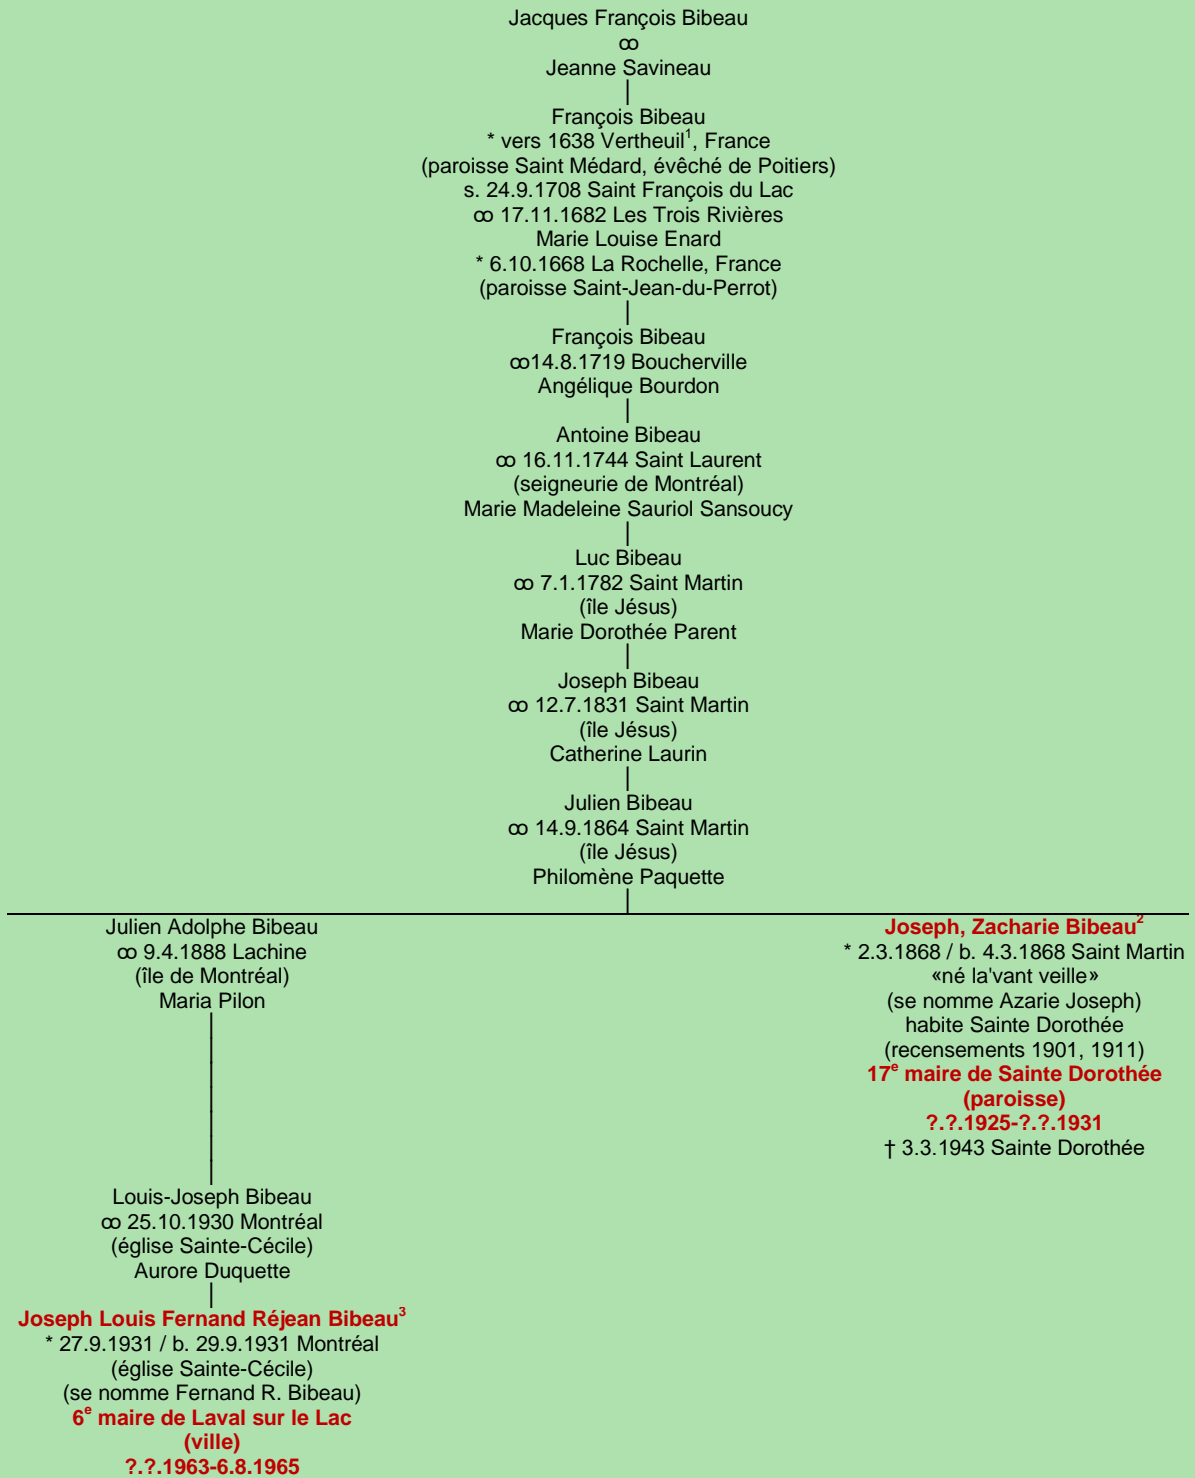 Jacques François Bibeau
ꝏ
Jeanne Savineau
François Bibeau
* vers 1638 Vertheuil¹, France
(paroisse Saint Médard, évêché de Poitiers)
s. 24.9.1708 Saint François du Lac
ꝏ 17.11.1682 Les Trois Rivières
Marie Louise Enard
* 6.10.1668 La Rochelle, France
(paroisse Saint-Jean-du-Perrot)
François Bibeau
ꝏ14.8.1719 Boucherville
Angélique Bourdon
Antoine Bibeau
ꝏ 16.11.1744 Saint Laurent
(seigneurie de Montréal)
Marie Madeleine Sauriol Sansoucy
Luc Bibeau
ꝏ 7.1.1782 Saint Martin
(île Jésus)
Marie Dorothée Parent
Joseph Bibeau
ꝏ 12.7.1831 Saint Martin
(île Jésus)
Catherine Laurin
Julien Bibeau
ꝏ 14.9.1864 Saint Martin
(île Jésus)
Philomène Paquette
Julien Adolphe Bibeau
ꝏ 9.4.1888 Lachine
(île de Montréal)
Maria Pilon
Louis-Joseph Bibeau
ꝏ 25.10.1930 Montréal
(église Sainte-Cécile)
Aurore Duquette
Joseph Louis Fernand Réjean Bibeau³
* 27.9.1931 / b. 29.9.1931 Montréal
(église Sainte-Cécile)
(se nomme Fernand R. Bibeau)
6ᵉ maire de Laval sur le Lac
(ville)
?.?.1963-6.8.1965
Joseph, Zacharie Bibeau²
* 2.3.1868 / b. 4.3.1868 Saint Martin
«né la'vant veille»
(se nomme Azarie Joseph)
habite Sainte Dorothée
(recensements 1901, 1911)
17ᵉ maire de Sainte Dorothée
(paroisse)
?.?.1925-?.?.1931
† 3.3.1943 Sainte Dorothée